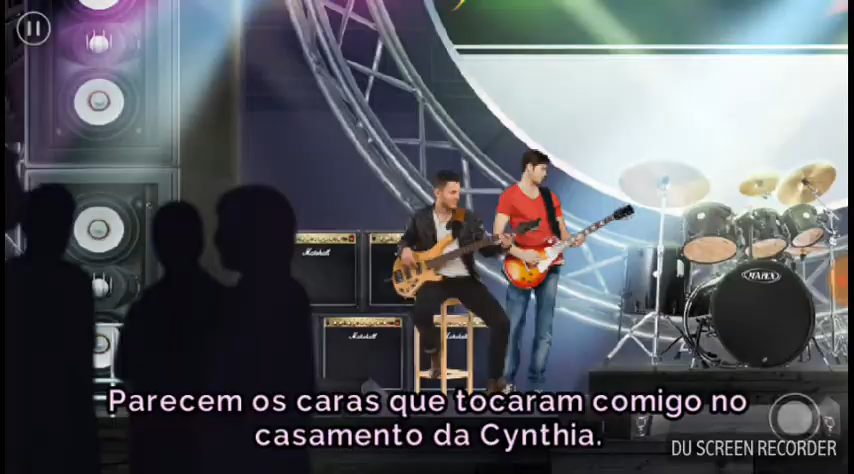 Marshall
Marshall
Marshall
MAPEX
Parecem os caras que tocaram comigo no
casamento da Cynthia.
DU SCREEN RECORDER